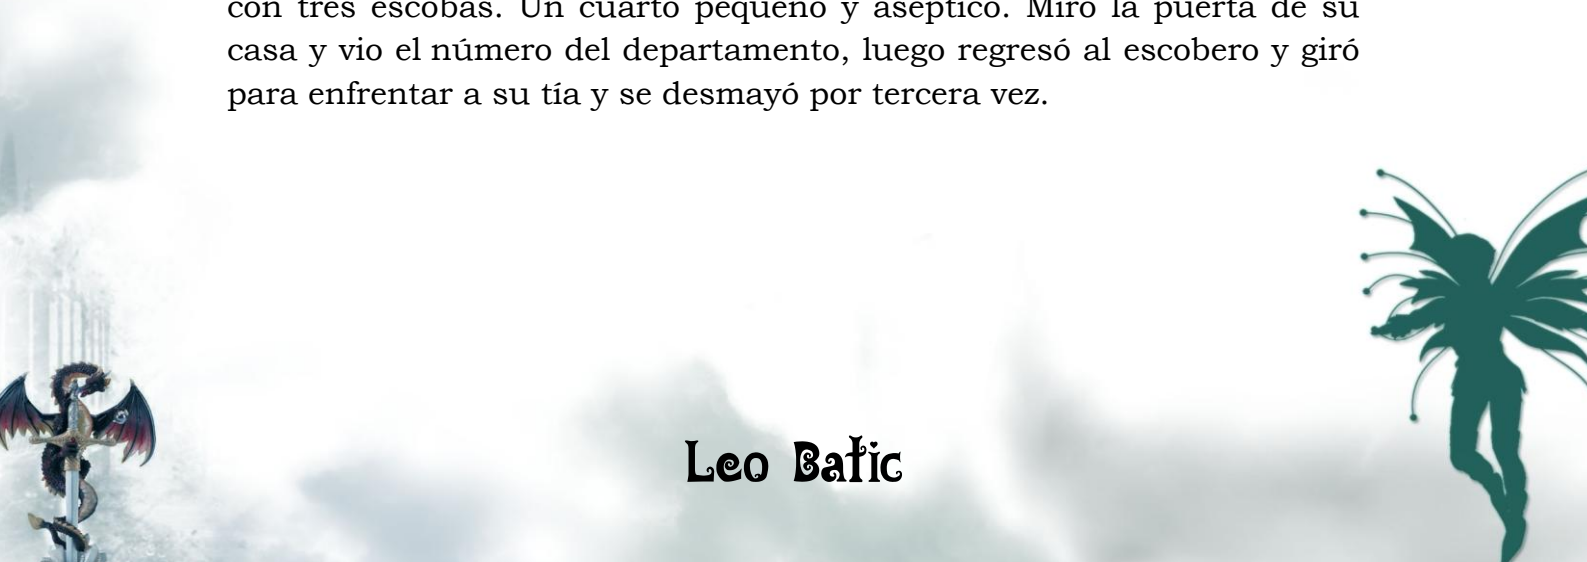 con tres escobas. Un cuarto pequeño y aséptico. Miró la puerta de su
casa y vio el número del departamento, luego regresó al escobero y giró
para enfrentar a su tía y se desmayó por tercera vez.
Leo Batic